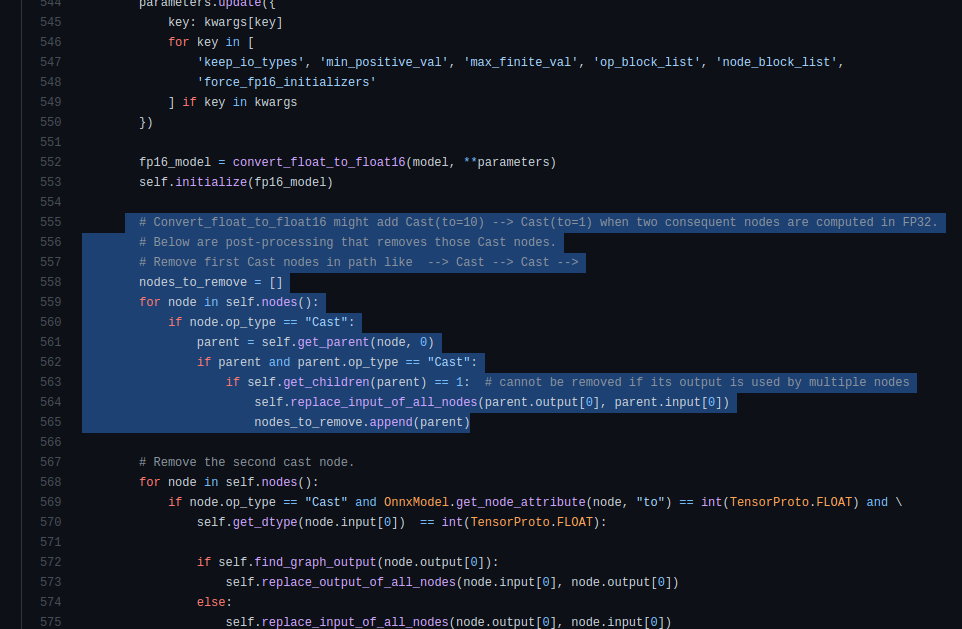 544 parameters.update({
545 key: kwargs[key]
546 for key in [
547 'keep_io_types', 'min_positive_val', 'max_finite_val', 'op_block_list', 'node_block_list',
548 'force_fp16_initializers'
549 ] if key in kwargs
550 })
551
552 fp16_model = convert_float_to_float16(model, **parameters)
553 self.initialize(fp16_model)
554
555 # Convert_float_to_float16 might add Cast(to=10) --> Cast(to=1) when two consequent nodes are computed in FP32.
556 # Below are post-processing that removes those Cast nodes.
557 # Remove first Cast nodes in path like  --> Cast --> Cast -->
558 nodes_to_remove = []
559 for node in self.nodes():
560 if node.op_type == "Cast":
561 parent = self.get_parent(node, 0)
562 if parent and parent.op_type == "Cast":
563 if self.get_children(parent) == 1:  # cannot be removed if its output is used by multiple nodes
564 self.replace_input_of_all_nodes(parent.output[0], parent.input[0])
565 nodes_to_remove.append(parent)
566
567 # Remove the second cast node.
568 for node in self.nodes():
569 if node.op_type == "Cast" and OnnxModel.get_node_attribute(node, "to") == int(TensorProto.FLOAT) and \
570 self.get_dtype(node.input[0])  == int(TensorProto.FLOAT):
571
572 if self.find_graph_output(node.output[0]):
573 self.replace_output_of_all_nodes(node.input[0], node.output[0])
574 else:
575 self.replace_input_of_all_nodes(node.output[0], node.input[0])